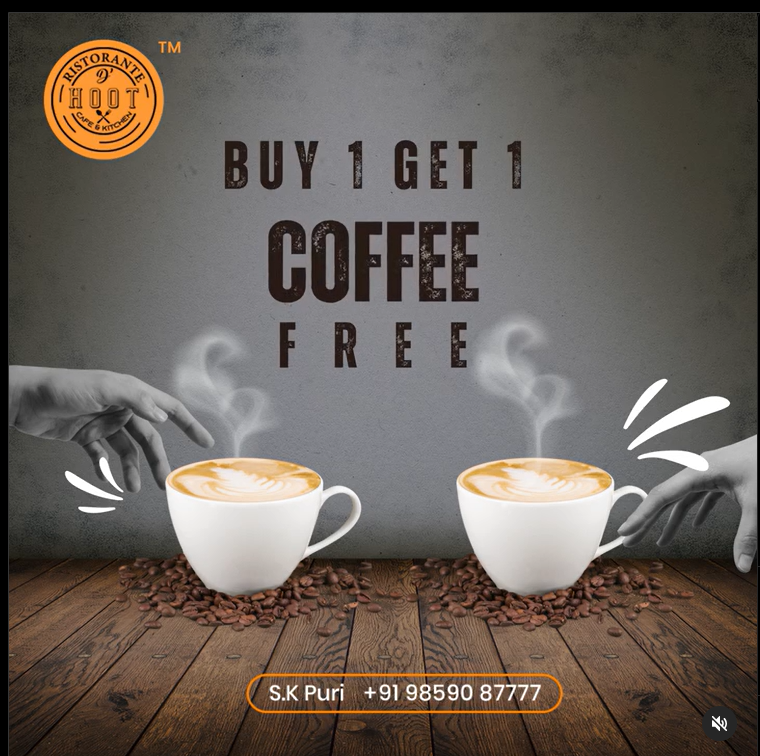 TM
RISTORANTE
D'
HOOT
CAFE & KITCHEN
BUY 1 GET 1
COFFEE
FREE
S.K Puri +91 98590 87777